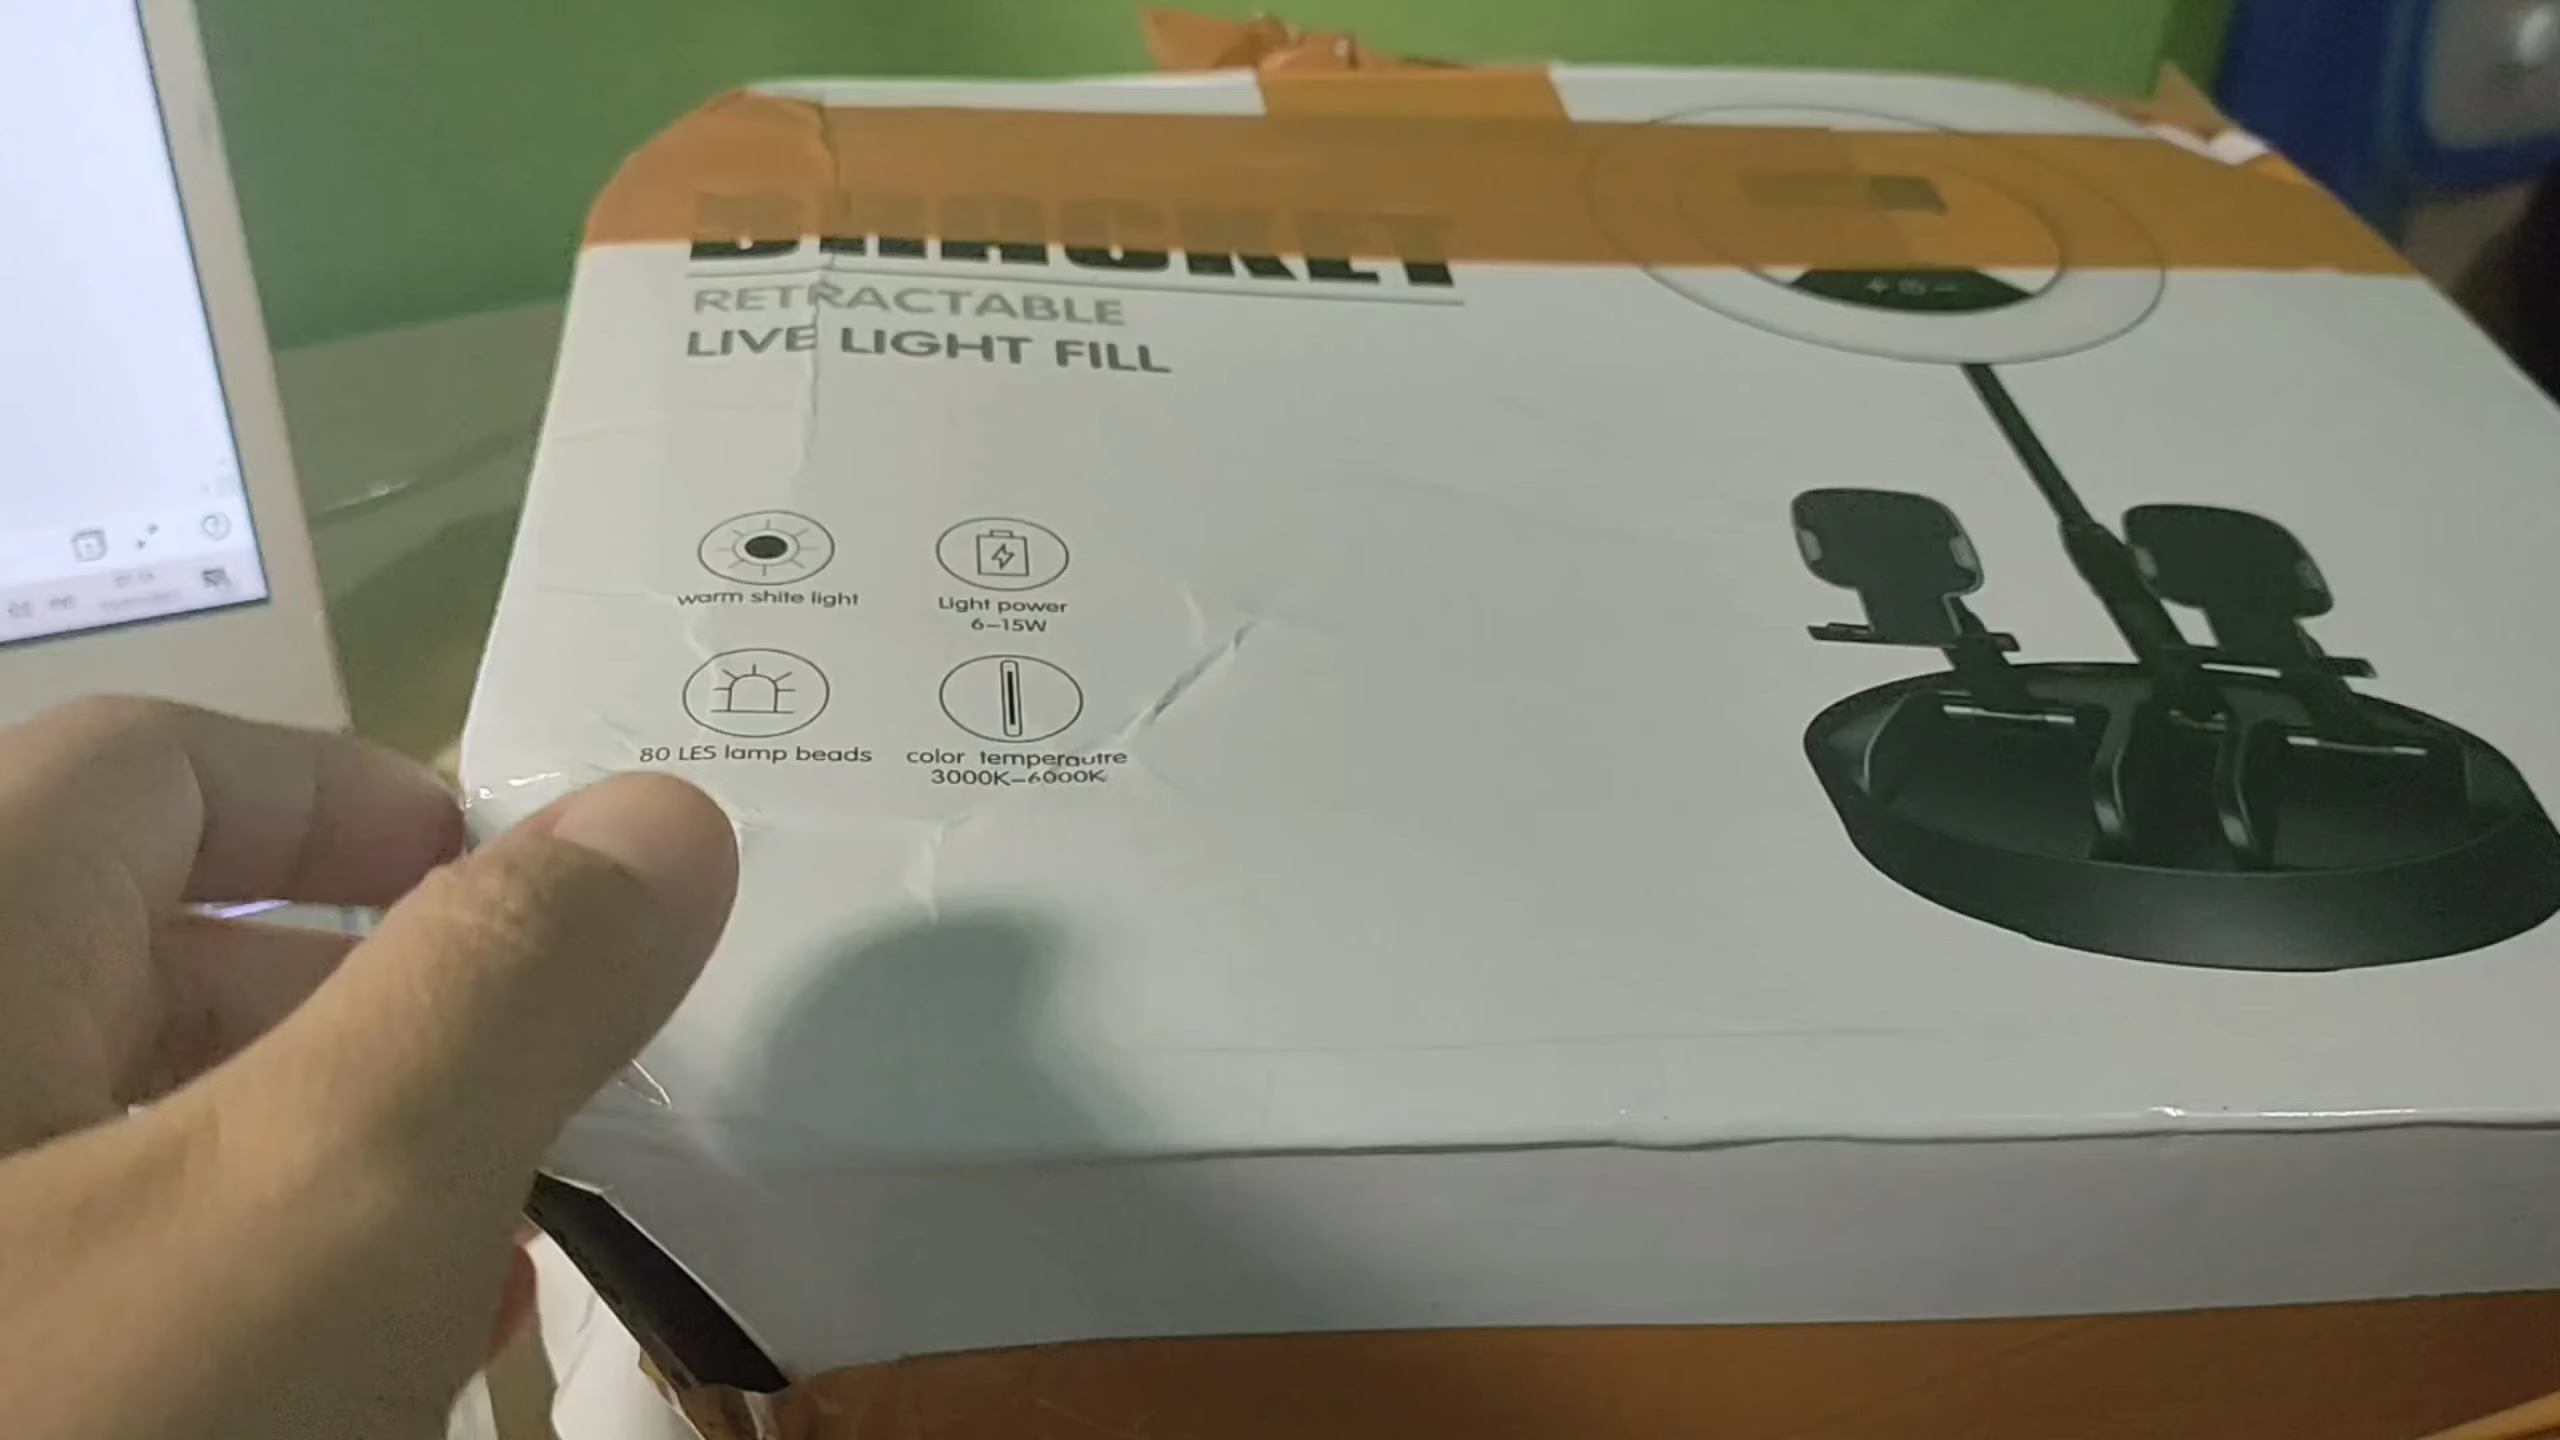 BRACKET
RETRACTABLE
LIVE LIGHT FILL
warm shite light
Light power
6–15W
80 LES lamp beads
color temperautre
3000K–6000K